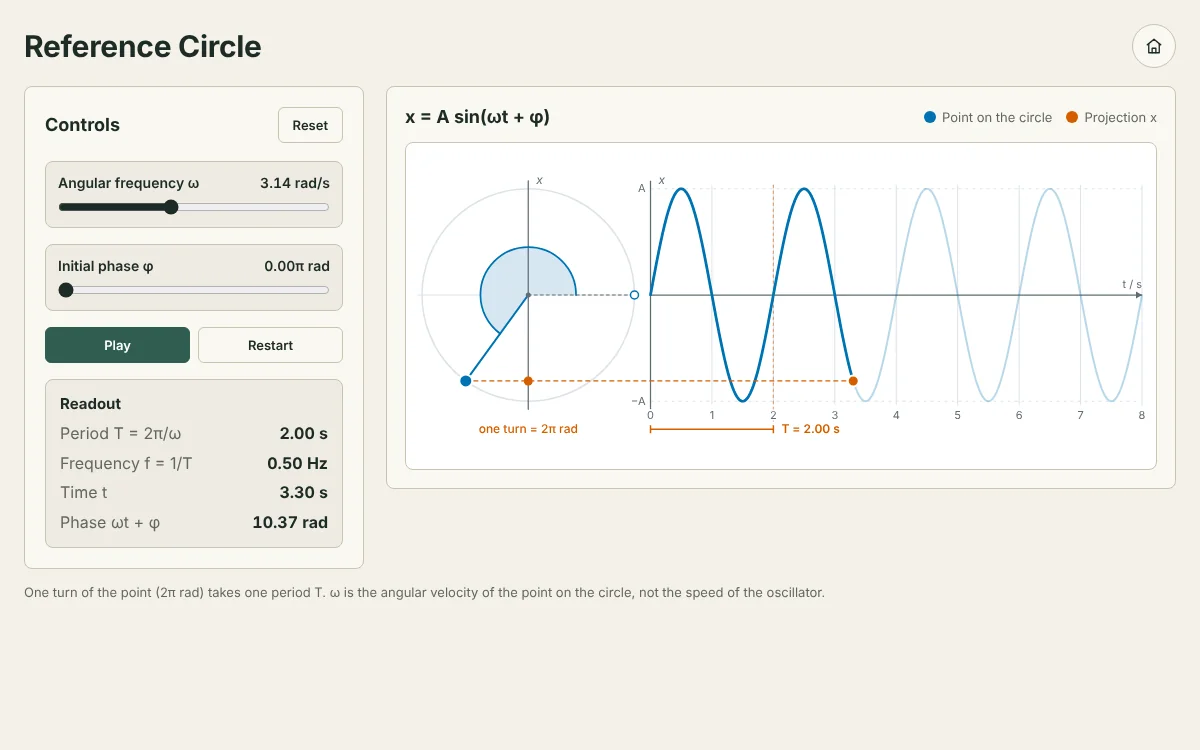 Reference Circle
Controls
Reset
Angular frequency ω 3.14 rad/s
Initial phase φ 0.00π rad
Play Restart
Readout
Period T = 2π/ω 2.00 s
Frequency f = 1/T 0.50 Hz
Time t 3.30 s
Phase ωt + φ 10.37 rad
x = A sin(ωt + φ)
Point on the circle Projection x
x
A x
t / s
−A
0 1 2 3 4 5 6 7 8
one turn = 2π rad
T = 2.00 s
One turn of the point (2π rad) takes one period T. ω is the angular velocity of the point on the circle, not the speed of the oscillator.